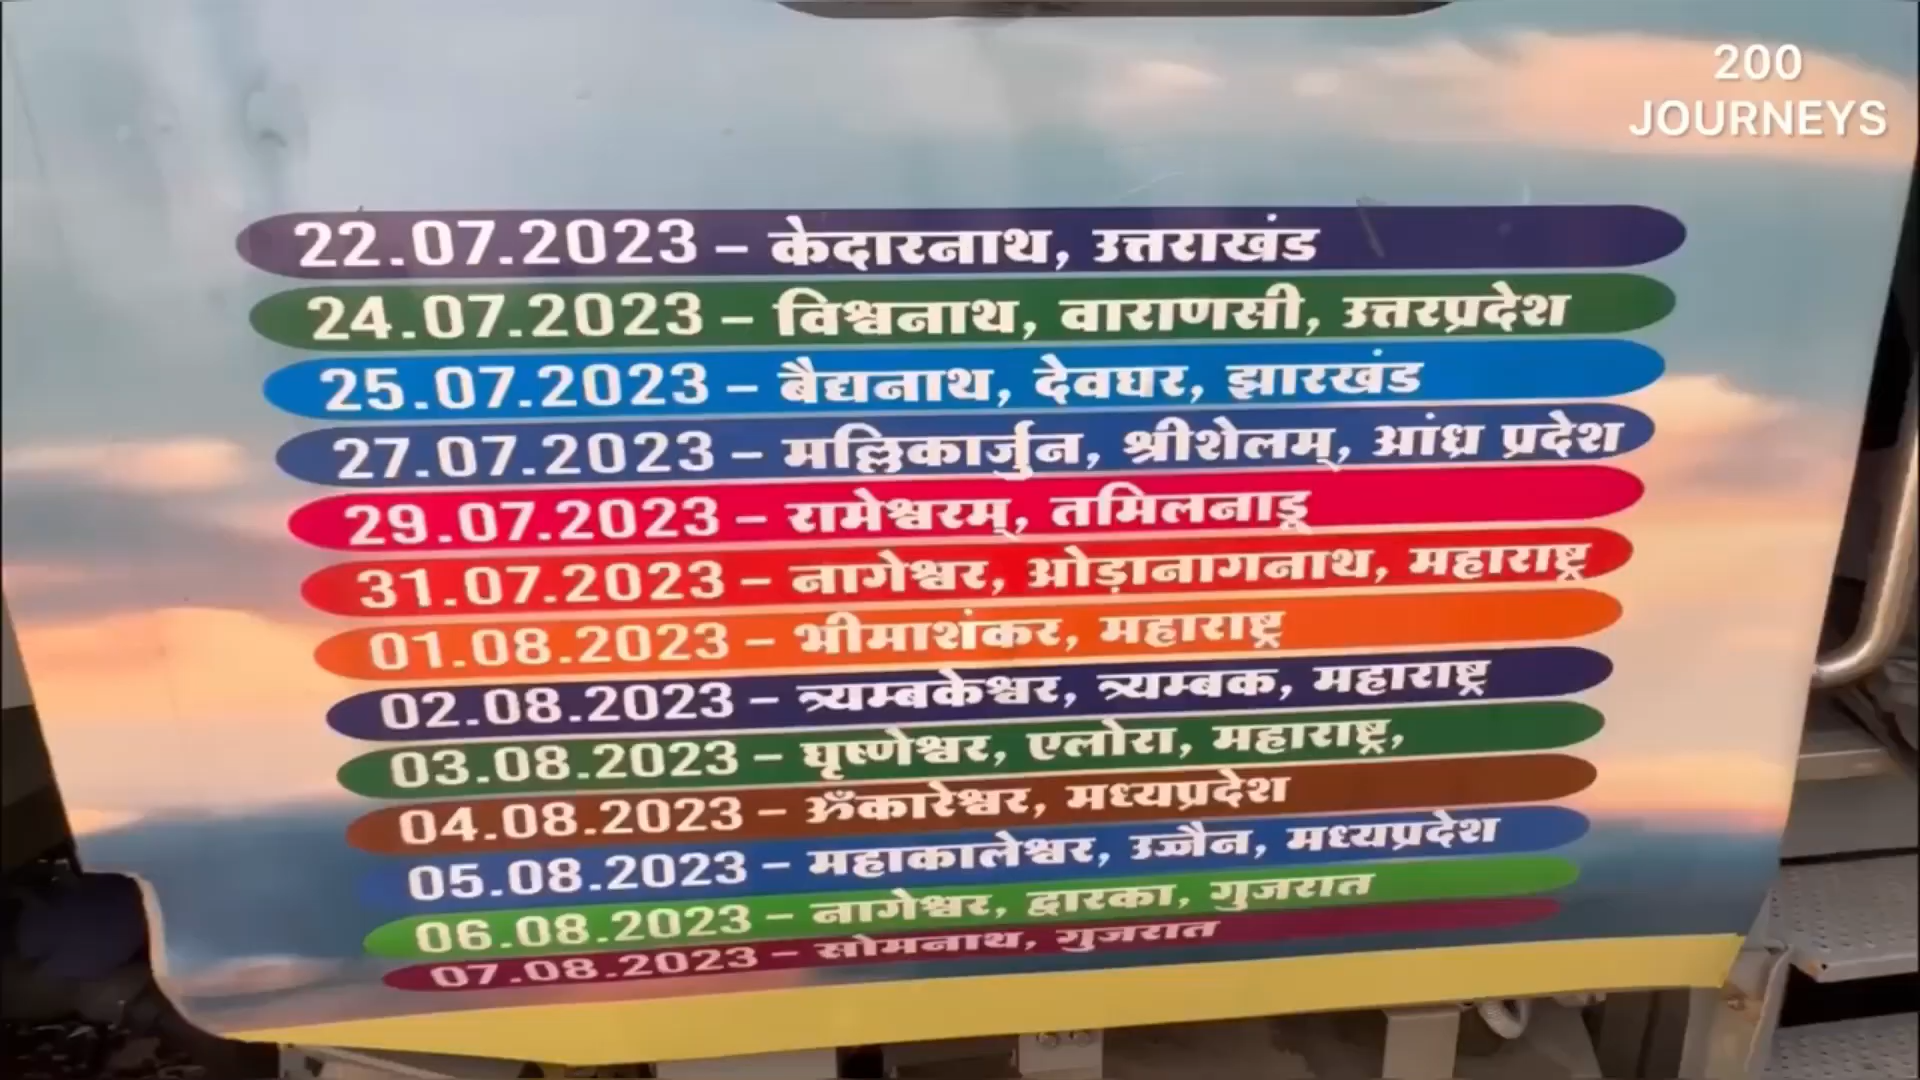 200
JOURNEYS
22.07.2023 – केदारनाथ, उत्तराखंड
24.07.2023 – विश्वनाथ, वाराणसी, उत्तरप्रदेश
25.07.2023 – बैद्यनाथ, देवघर, झारखंड
27.07.2023 – मल्लिकार्जुन, श्रीशेलम्, आंध्र प्रदेश
29.07.2023 – रामेश्वरम्, तमिलनाडू
31.07.2023 – नागेश्वर, ओड़ानागनाथ, महाराष्ट्र
01.08.2023 – भीमाशंकर, महाराष्ट्र
02.08.2023 – त्र्यम्बकेश्वर, त्र्यम्बक, महाराष्ट्र
03.08.2023 – घृष्णेश्वर, एलोरा, महाराष्ट्र,
04.08.2023 – ॐकारेश्वर, मध्यप्रदेश
05.08.2023 – महाकालेश्वर, उज्जैन, मध्यप्रदेश
06.08.2023 – नागेश्वर, द्वारका, गुजरात
07.08.2023 – सोमनाथ, गुजरात